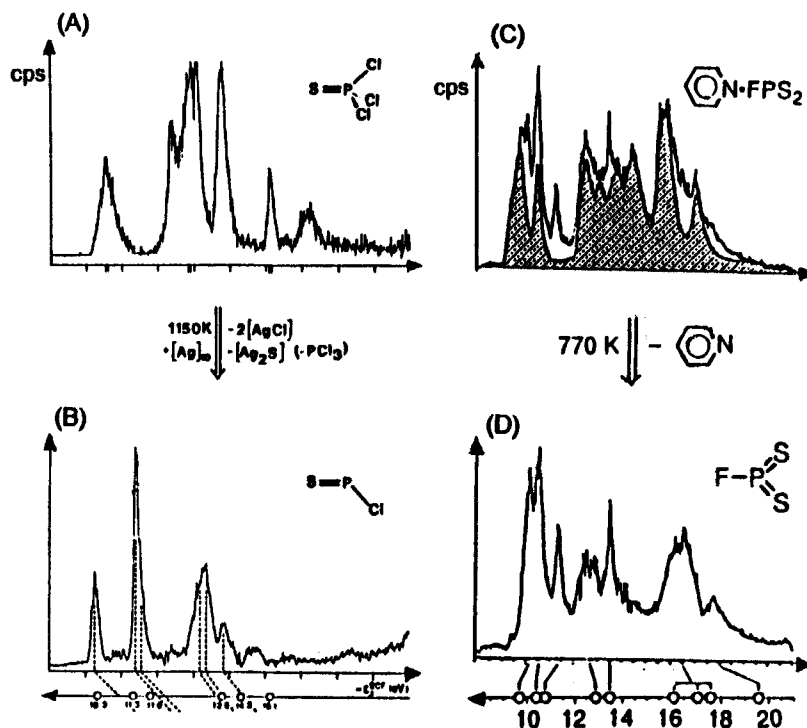 (A)
cps
S=P
Cl
Cl
Cl
(C)
cps
N·FPS2
1150K
-2[AgCl]
+[Ag]∞
-[Ag2S] (-PCl3)
770 K
-
N
(B)
S=P
Cl
(D)
F-P
S
S
10 12 14 16 18 20